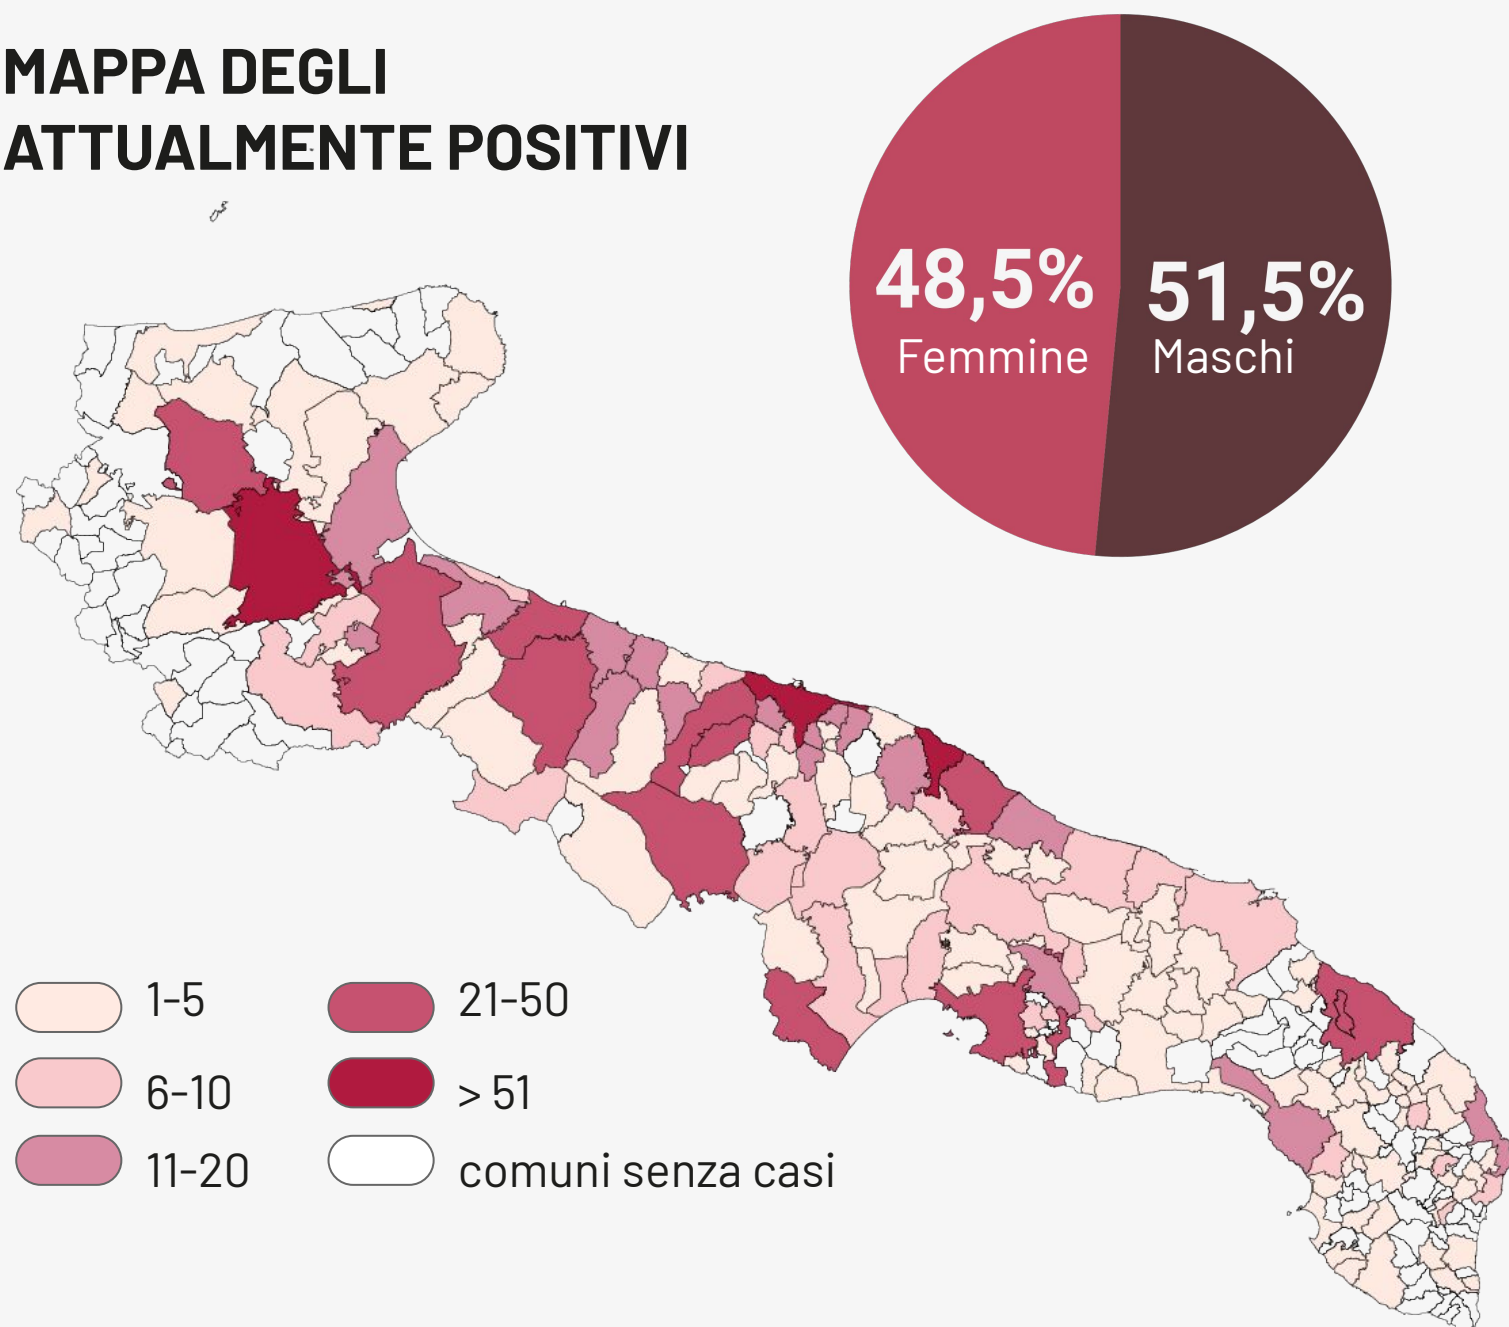 MAPPA DEGLI
ATTUALMENTE POSITIVI
48,5%
Femmine
51,5%
Maschi
1-5
6-10
11-20
21-50
> 51
comuni senza casi